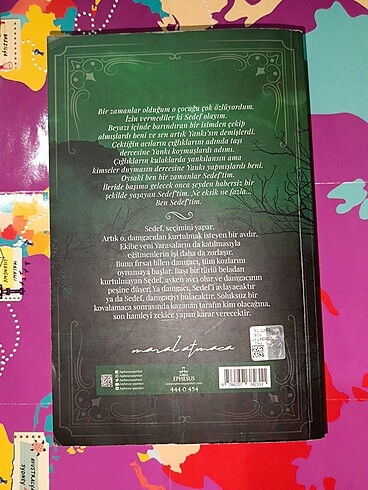 Bir zamanlar olduğum o çocuğu çok özlüyordum.
İzin vermediler ki Sedef olayım.
Beyazı içinde barındıran bir isimden çekip
almışlardı beni ve sen artık Yankı'sın demişlerdi.
Çektiğin acıların çığlıklarını adında taşı
dercesine Yankı koymuşlardı adımı.
Çığlıkların kulaklarda yankılansın ama
kimseler duymasın dercesine Yankı yapmışlardı beni.
Oysaki ben bir zamanlar Sedef'tim.
İleride başıma gelecek onca şeyden habersiz bir
şekilde yaşayan Sedef'tim. Ne eksik ne fazla...
Ben Sedef'tim.
Sedef, seçimini yapar.
Artık o, damgacıdan kurtulmak isteyen bir avdır.
Ekibe yeni Yarasaların da katılmasıyla
eğitmenlerin işi daha da zorlaşır.
Bunu fırsat bilen damgacı, tüm kozlarını
oynamaya başlar. Başı bir türlü beladan
kurtulmayan Sedef, ayken avcı olur ve damgacının
peşine düşer. Ya damgacı, Sedef'i avlayacaktır
ya da Sedef, damgacıyı bulacaktır. Soluksuz bir
kovalamaca sonrasında kazanan tarafın kim olacağına,
son hamleyi zekice yapan karar verecektir.
maral atmaca
EPHESUS
444 0 454